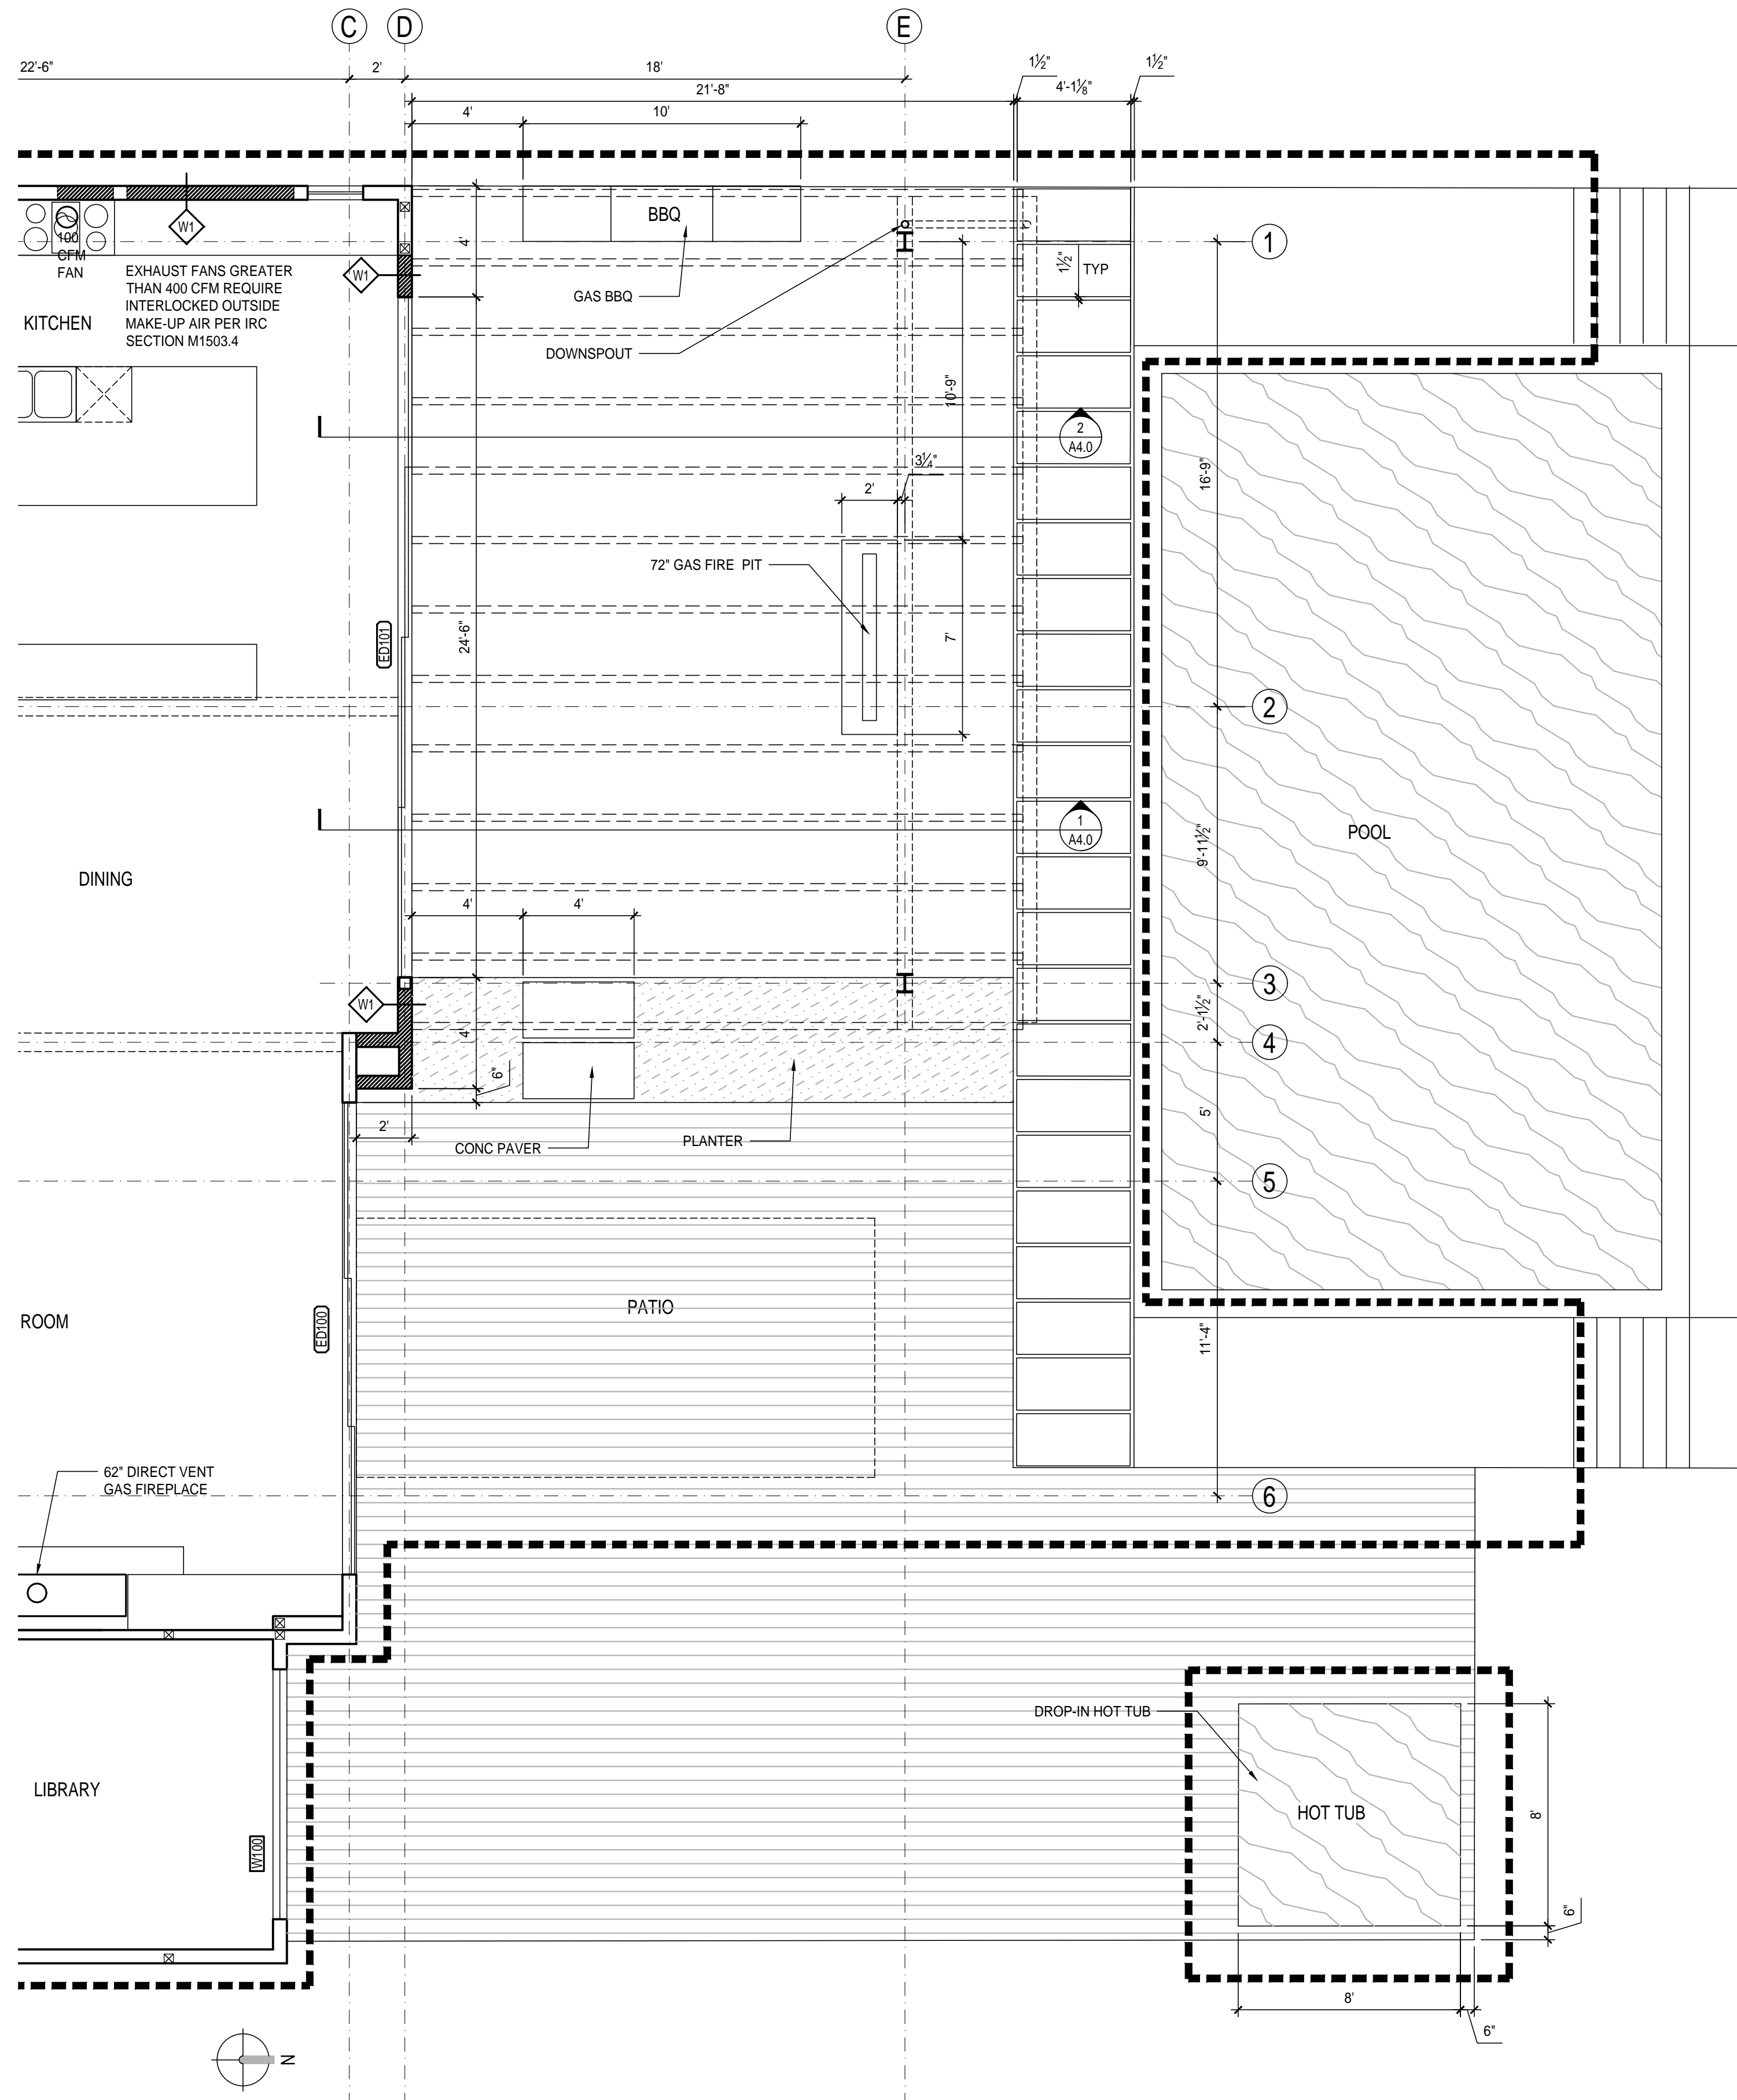 C
D
E
22'-6"
2'
18'
1½"
1½"
21'-8"
4'-1⅛"
4'
10'
BBQ
W1
100
CFM
FAN
4'
1
EXHAUST FANS GREATER
THAN 400 CFM REQUIRE
INTERLOCKED OUTSIDE
MAKE-UP AIR PER IRC
SECTION M1503.4
W1
1½"
TYP
GAS BBQ
KITCHEN
DOWNSPOUT
10'-9"
2
A4.0
3¼"
16'-9"
2'
72" GAS FIRE PIT
ED101
24'-6"
7'
2
1
A4.0
9'-11½"
POOL
DINING
4'
4'
3
W1
2'-1½"
4'
4
6"
5'
2'
CONC PAVER
PLANTER
5
ROOM
ED100
PATIO
11'-4"
62" DIRECT VENT
GAS FIREPLACE
6
DROP-IN HOT TUB
LIBRARY
HOT TUB
8'
W100
6"
8'
6"
N